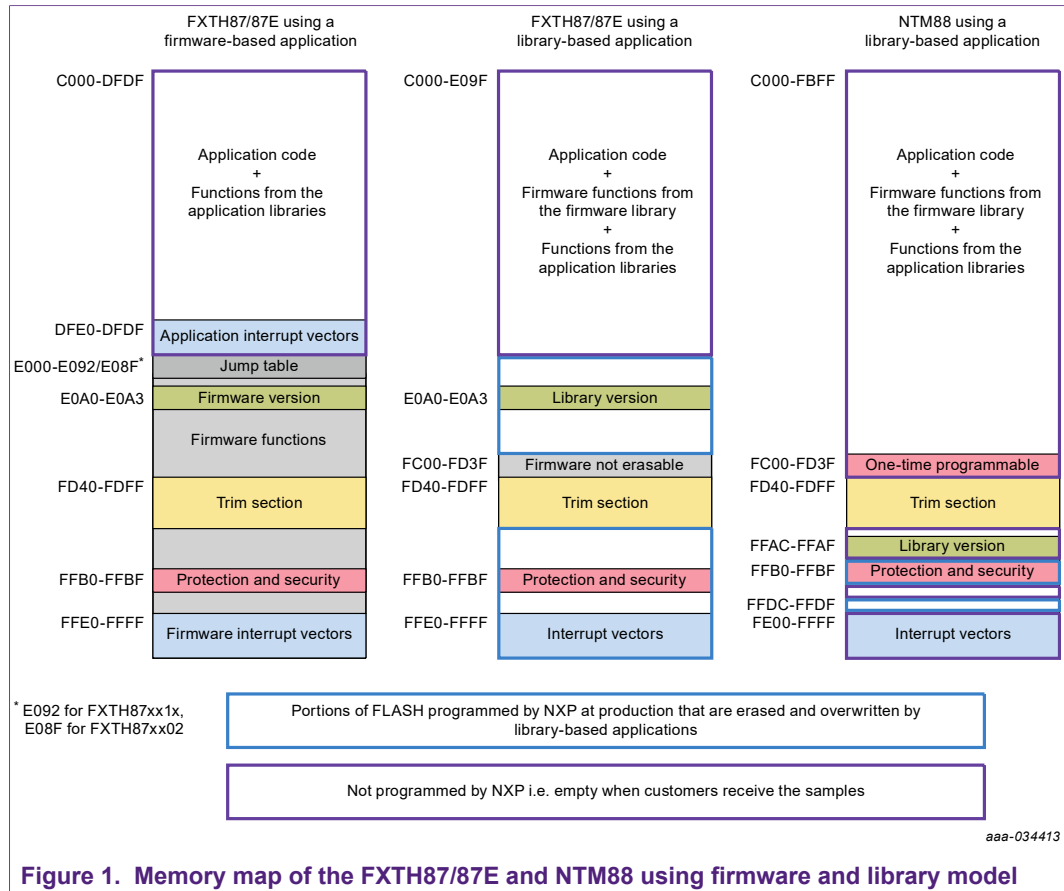 FXTH87/87E using a
firmware-based application
C000-DFDF
Application code
+
Functions from the
application libraries
DFE0-DFDF
Application interrupt vectors
E000-E092/E08F*
Jump table
E0A0-E0A3
Firmware version
Firmware functions
FD40-FDFF
Trim section
FFB0-FFBF
Protection and security
FFE0-FFFF
Firmware interrupt vectors
FXTH87/87E using a
library-based application
C000-E09F
Application code
+
Firmware functions from
the firmware library
+
Functions from the
application libraries
E0A0-E0A3
Library version
FC00-FD3F
Firmware not erasable
FD40-FDFF
Trim section
FFB0-FFBF
Protection and security
FFE0-FFFF
Interrupt vectors
NTM88 using a
library-based application
C000-FBFF
Application code
+
Firmware functions from
the firmware library
+
Functions from the
application libraries
FC00-FD3F
One-time programmable
FD40-FDFF
Trim section
FFAC-FFAF
Library version
FFB0-FFBF
Protection and security
FFDC-FFDF
FE00-FFFF
Interrupt vectors
* E092 for FXTH87xx1x,
E08F for FXTH87xx02
Portions of FLASH programmed by NXP at production that are erased and overwritten by
library-based applications
Not programmed by NXP i.e. empty when customers receive the samples
aaa-034413
Figure 1. Memory map of the FXTH87/87E and NTM88 using firmware and library model